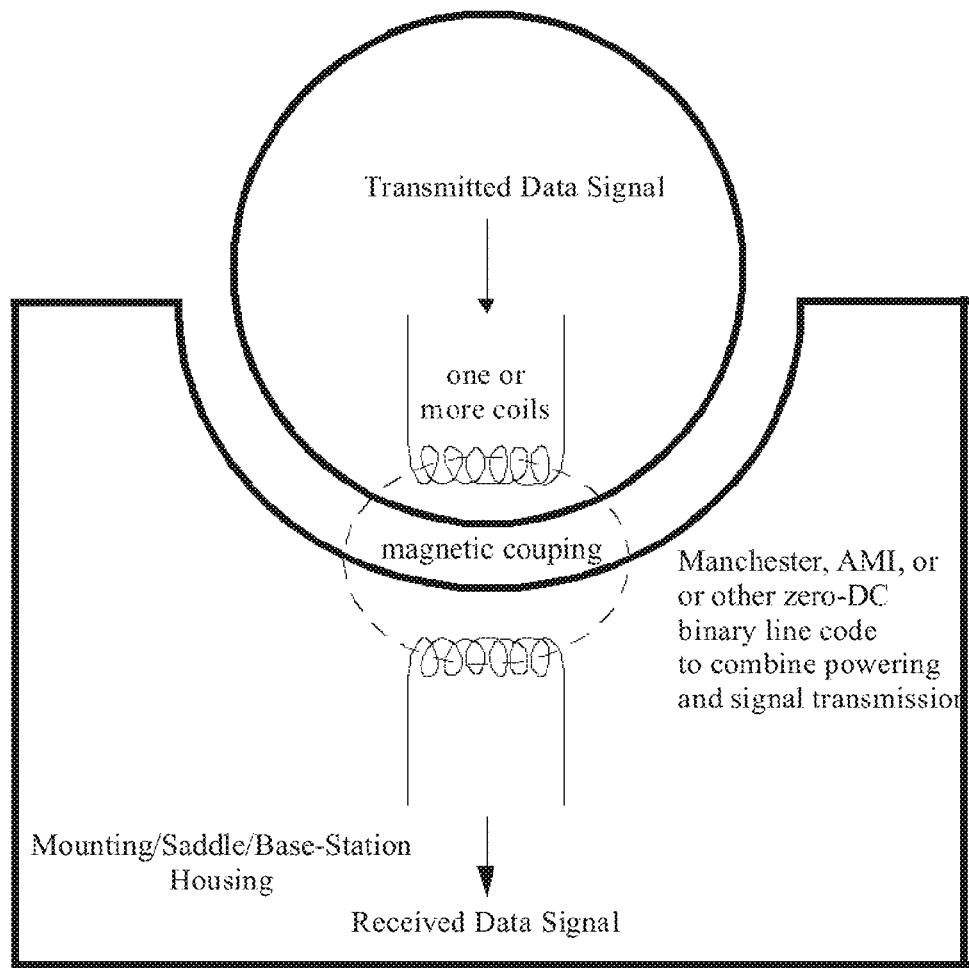 Transmitted Data Signal
one or
more coils
magnetic couping
Manchester, AMI, or
or other zero-DC
binary line code
to combine powering
and signal transmission
Mounting/Saddle/Base-Station
Housing
Received Data Signal